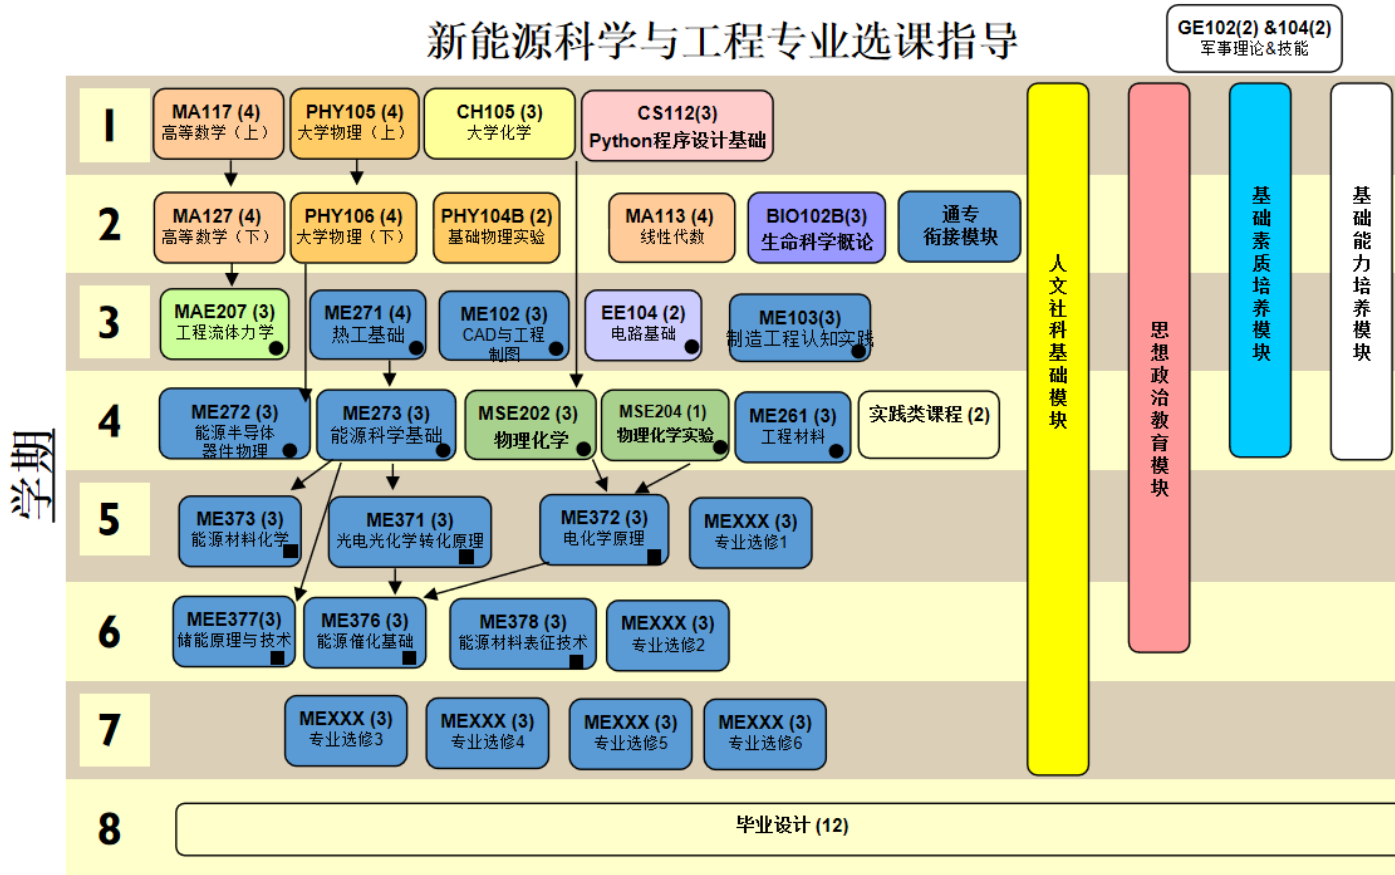 新能源科学与工程专业选课指导
GE102(2) &104(2)
军事理论&技能
学期
1
MA117 (4)
高等数学（上）
PHY105 (4)
大学物理（上）
CH105 (3)
大学化学
CS112(3)
Python程序设计基础
2
MA127 (4)
高等数学（下）
PHY106 (4)
大学物理（下）
PHY104B (2)
基础物理实验
MA113 (4)
线性代数
BIO102B(3)
生命科学概论
通专
衔接模块
3
MAE207 (3)
工程流体力学
ME271 (4)
热工基础
ME102 (3)
CAD与工程
制图
EE104 (2)
电路基础
ME103(3)
制造工程认知实践
4
ME272 (3)
能源半导体
器件物理
ME273 (3)
能源科学基础
MSE202 (3)
物理化学
MSE204 (1)
物理化学实验
ME261 (3)
工程材料
实践类课程 (2)
5
ME373 (3)
能源材料化学
ME371 (3)
光电光化学转化原理
ME372 (3)
电化学原理
MEXXX (3)
专业选修1
6
MEE377(3)
储能原理与技术
ME376 (3)
能源催化基础
ME378 (3)
能源材料表征技术
MEXXX (3)
专业选修2
7
MEXXX (3)
专业选修3
MEXXX (3)
专业选修4
MEXXX (3)
专业选修5
MEXXX (3)
专业选修6
8
毕业设计 (12)
人文社科基础模块
思想政治教育模块
基础素质培养模块
基础能力培养模块